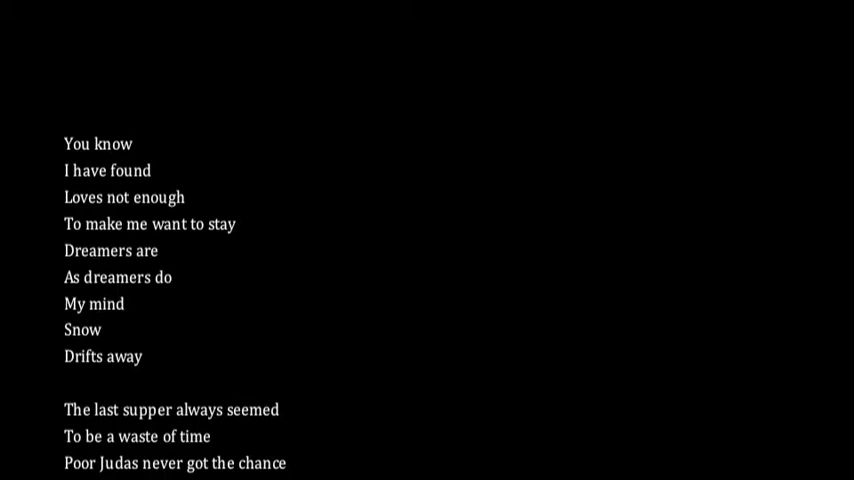 You know
I have found
Loves not enough
To make me want to stay
Dreamers are
As dreamers do
My mind
Snow
Drifts away
The last supper always seemed
To be a waste of time
Poor Judas never got the chance